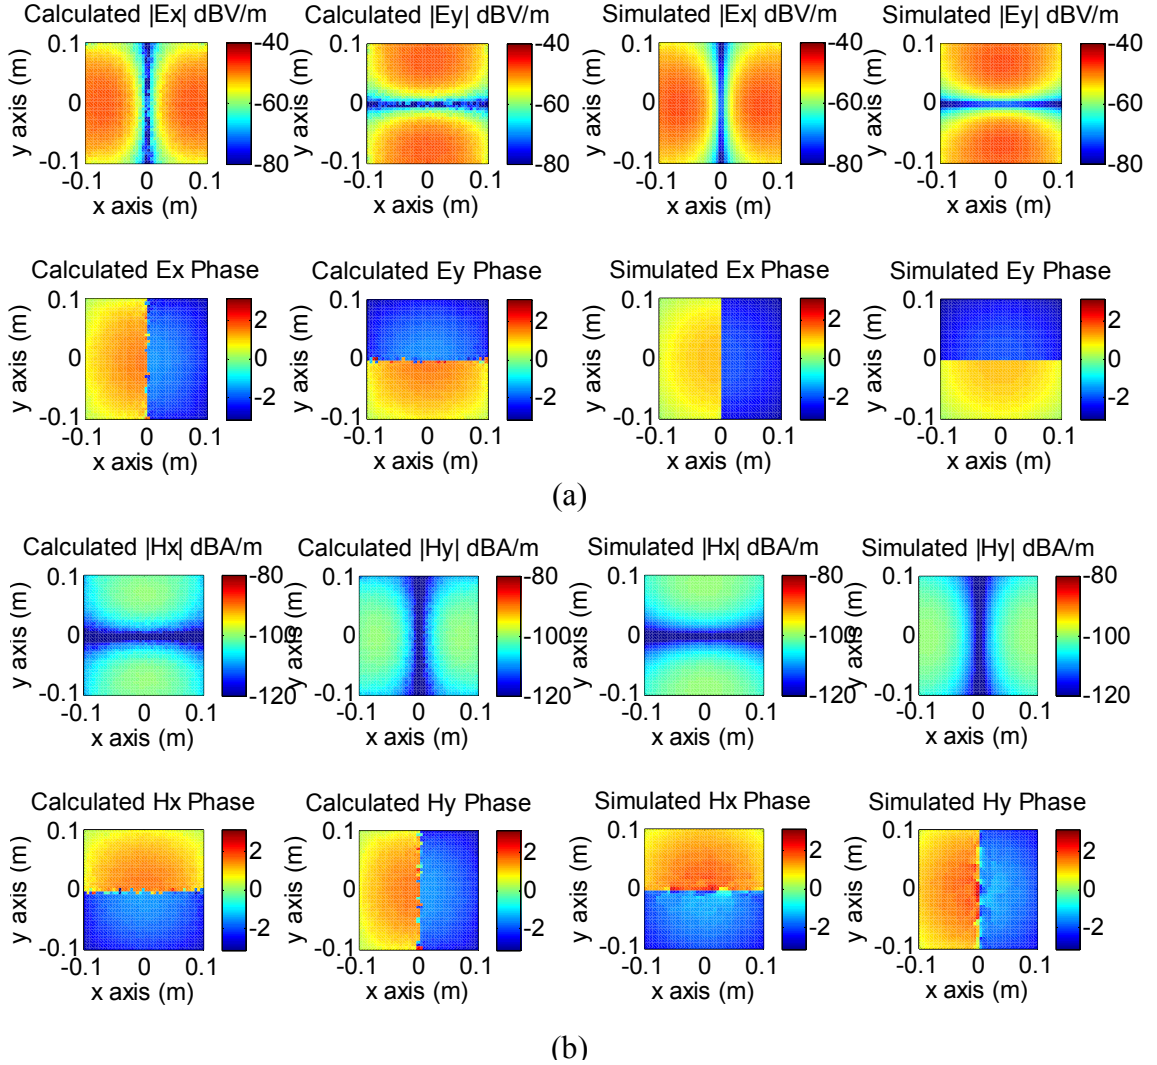 Calculated |Ex| dBV/m
Calculated |Ey| dBV/m
Simulated |Ex| dBV/m
Simulated |Ey| dBV/m
y axis (m)
0.1
0
-0.1
-0.1 0 0.1
x axis (m)
-40
-60
-80
y axis (m)
0.1
0
-0.1
-0.1 0 0.1
x axis (m)
-40
-60
-80
y axis (m)
0.1
0
-0.1
-0.1 0 0.1
x axis (m)
-40
-60
-80
y axis (m)
0.1
0
-0.1
-0.1 0 0.1
x axis (m)
-40
-60
-80
Calculated Ex Phase
Calculated Ey Phase
Simulated Ex Phase
Simulated Ey Phase
y axis (m)
0.1
0
-0.1
-0.1 0 0.1
x axis (m)
2
0
-2
y axis (m)
0.1
0
-0.1
-0.1 0 0.1
x axis (m)
2
0
-2
y axis (m)
0.1
0
-0.1
-0.1 0 0.1
x axis (m)
2
0
-2
y axis (m)
0.1
0
-0.1
-0.1 0 0.1
x axis (m)
2
0
-2
(a)
Calculated |Hx| dBA/m
Calculated |Hy| dBA/m
Simulated |Hx| dBA/m
Simulated |Hy| dBA/m
y axis (m)
0.1
0
-0.1
-0.1 0 0.1
x axis (m)
-80
-100
-120
y axis (m)
0.1
0
-0.1
-0.1 0 0.1
x axis (m)
-80
-100
-120
y axis (m)
0.1
0
-0.1
-0.1 0 0.1
x axis (m)
-80
-100
-120
y axis (m)
0.1
0
-0.1
-0.1 0 0.1
x axis (m)
-80
-100
-120
Calculated Hx Phase
Calculated Hy Phase
Simulated Hx Phase
Simulated Hy Phase
y axis (m)
0.1
0
-0.1
-0.1 0 0.1
x axis (m)
2
0
-2
y axis (m)
0.1
0
-0.1
-0.1 0 0.1
x axis (m)
2
0
-2
y axis (m)
0.1
0
-0.1
-0.1 0 0.1
x axis (m)
2
0
-2
y axis (m)
0.1
0
-0.1
-0.1 0 0.1
x axis (m)
2
0
-2
(b)